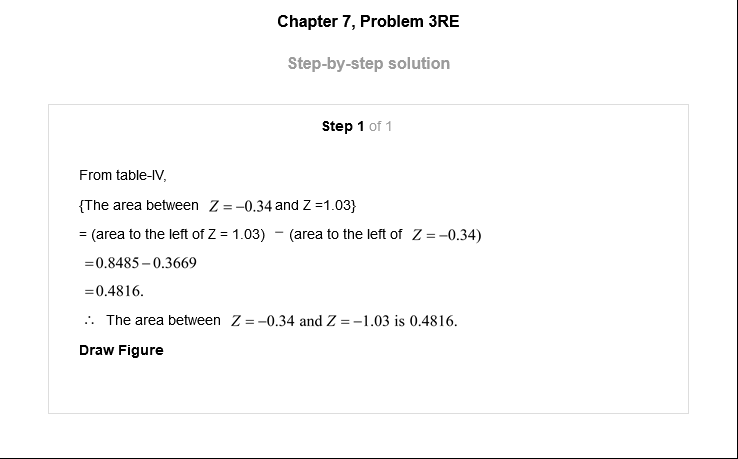 Chapter 7, Problem 3RE
Step-by-step solution
Step 1 of 1
From table-IV,
{The area between Z = −0.34 and Z =1.03}
= (area to the left of Z = 1.03) − (area to the left of Z = −0.34)
= 0.8485 − 0.3669
= 0.4816.
∴ The area between Z = −0.34 and Z = −1.03 is 0.4816.
Draw Figure